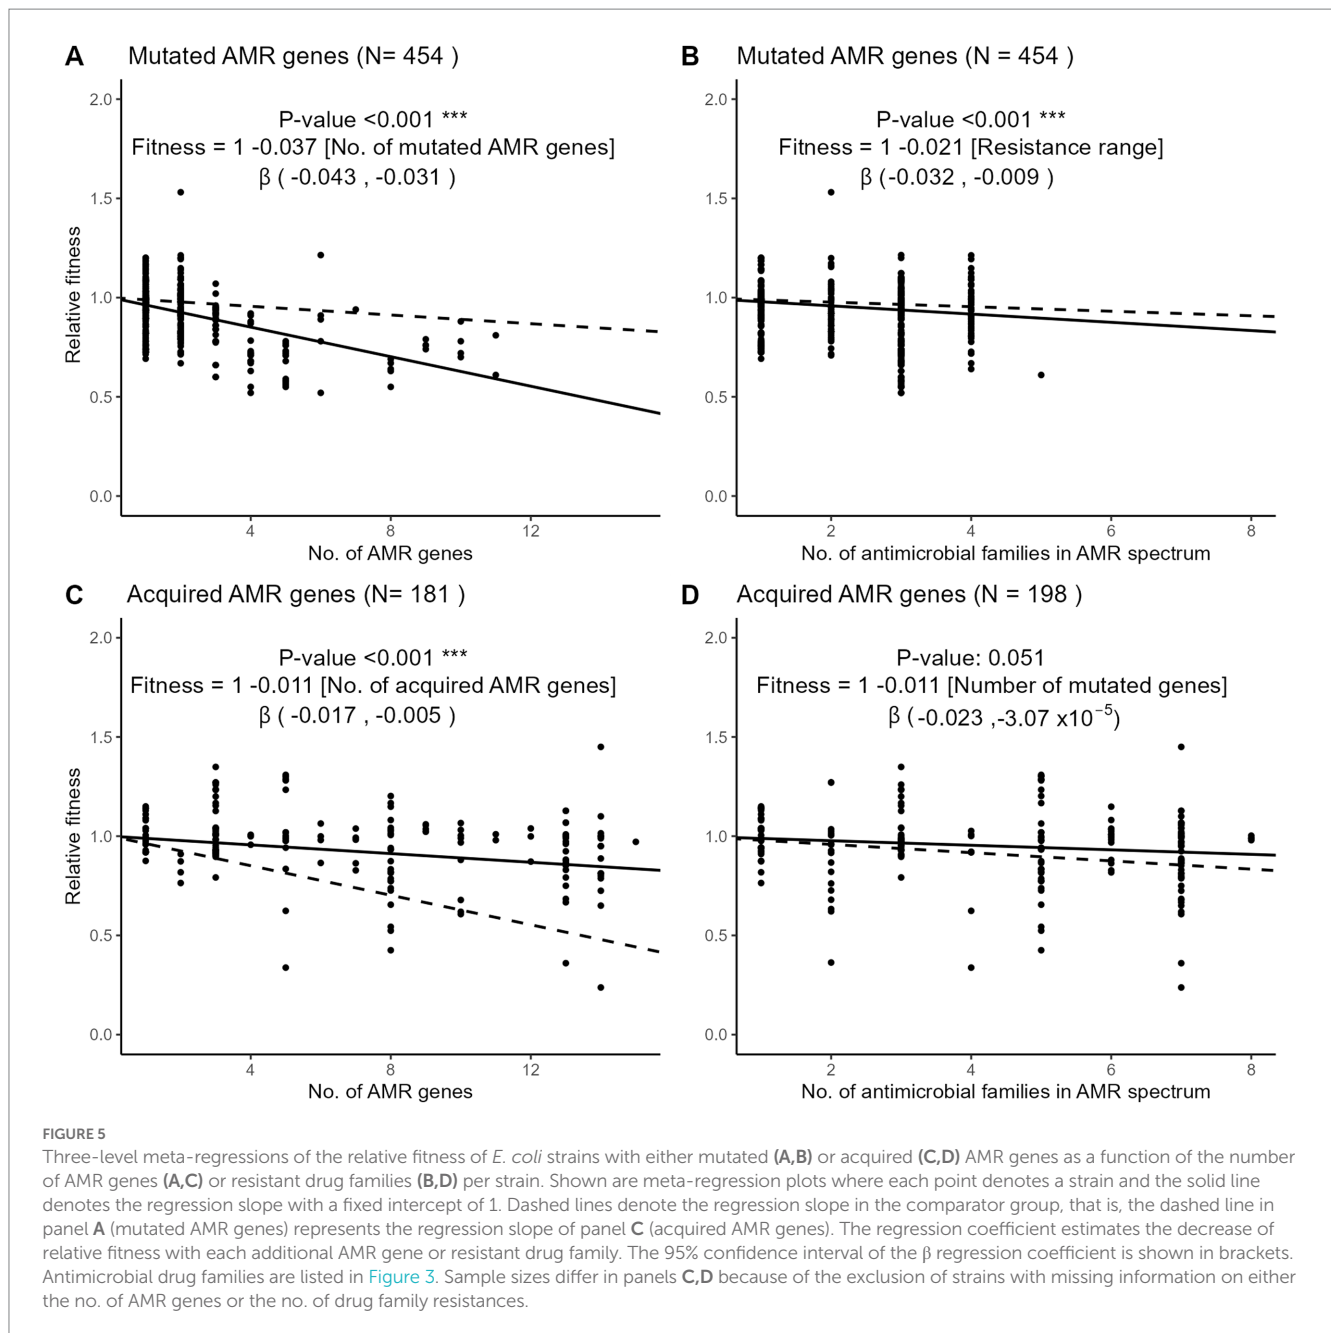 A Mutated AMR genes (N= 454 )
P-value <0.001 ***
Fitness = 1 -0.037 [No. of mutated AMR genes]
β ( -0.043 , -0.031 )
2.0
1.5
1.0
0.5
0.0
Relative fitness
4 8 12
No. of AMR genes
B Mutated AMR genes (N = 454 )
P-value <0.001 ***
Fitness = 1 -0.021 [Resistance range]
β (-0.032 , -0.009 )
2.0
1.5
1.0
0.5
0.0
2 4 6 8
No. of antimicrobial families in AMR spectrum
C Acquired AMR genes (N= 181 )
P-value <0.001 ***
Fitness = 1 -0.011 [No. of acquired AMR genes]
β ( -0.017 , -0.005 )
2.0
1.5
1.0
0.5
0.0
Relative fitness
4 8 12
No. of AMR genes
D Acquired AMR genes (N = 198 )
P-value: 0.051
Fitness = 1 -0.011 [Number of mutated genes]
β ( -0.023 ,-3.07 x10⁻⁵)
2.0
1.5
1.0
0.5
0.0
2 4 6 8
No. of antimicrobial families in AMR spectrum
FIGURE 5
Three-level meta-regressions of the relative fitness of E. coli strains with either mutated (A,B) or acquired (C,D) AMR genes as a function of the number
of AMR genes (A,C) or resistant drug families (B,D) per strain. Shown are meta-regression plots where each point denotes a strain and the solid line
denotes the regression slope with a fixed intercept of 1. Dashed lines denote the regression slope in the comparator group, that is, the dashed line in
panel A (mutated AMR genes) represents the regression slope of panel C (acquired AMR genes). The regression coefficient estimates the decrease of
relative fitness with each additional AMR gene or resistant drug family. The 95% confidence interval of the β regression coefficient is shown in brackets.
Antimicrobial drug families are listed in Figure 3. Sample sizes differ in panels C,D because of the exclusion of strains with missing information on either
the no. of AMR genes or the no. of drug family resistances.